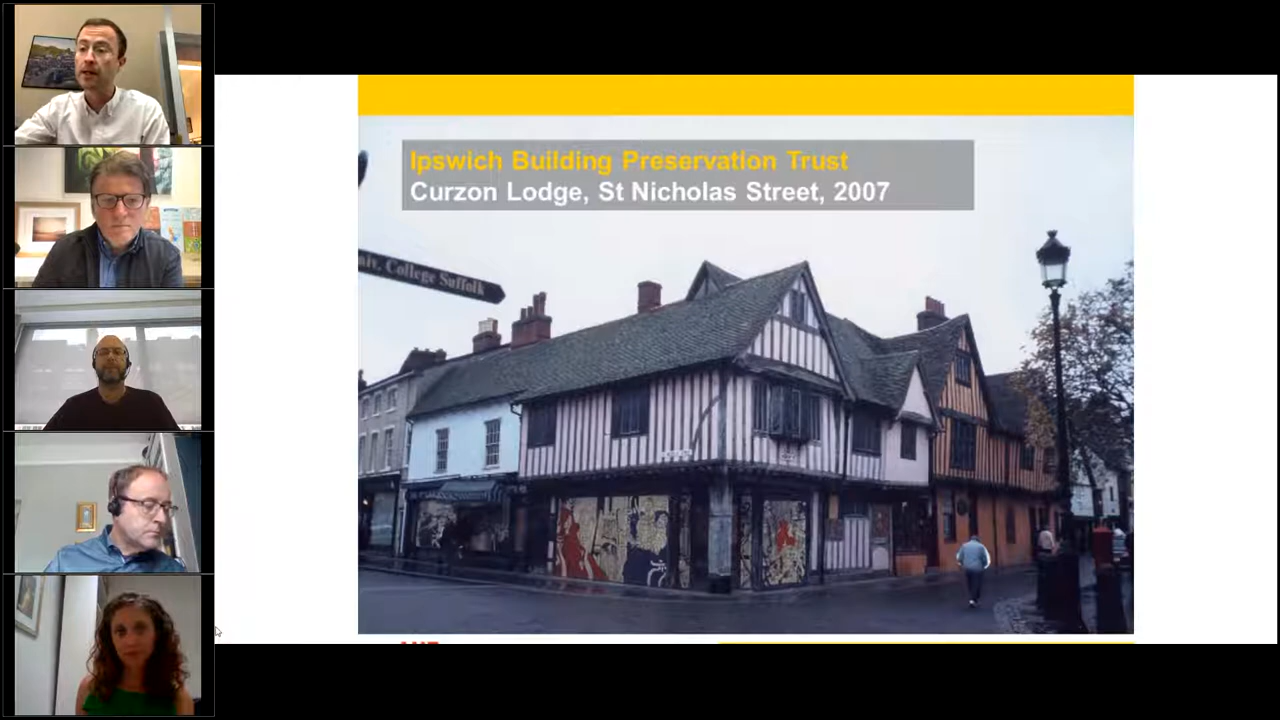 Ipswich Building Preservation Trust
Curzon Lodge, St Nicholas Street, 2007
College Suffolk